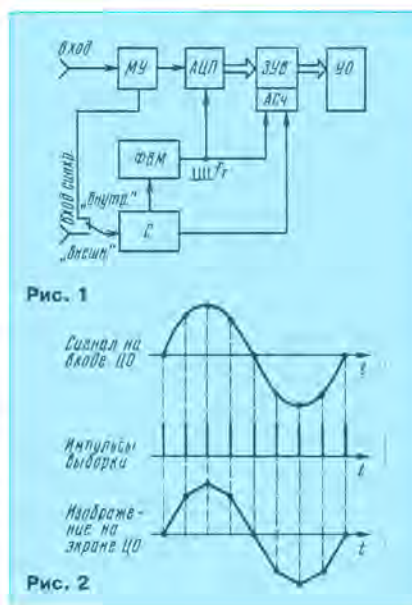 ВХОД
МУ
АЦП
ЗУВ
УО
АСч
ФВМ
fг
ВХОД СИНХР.
„Внутр."
„Внешн."
С
Рис. 1
Сигнал на
входе ЦО
t
Импульсы
выборки
t
Изображе-
ние на
экране ЦО
t
Рис. 2